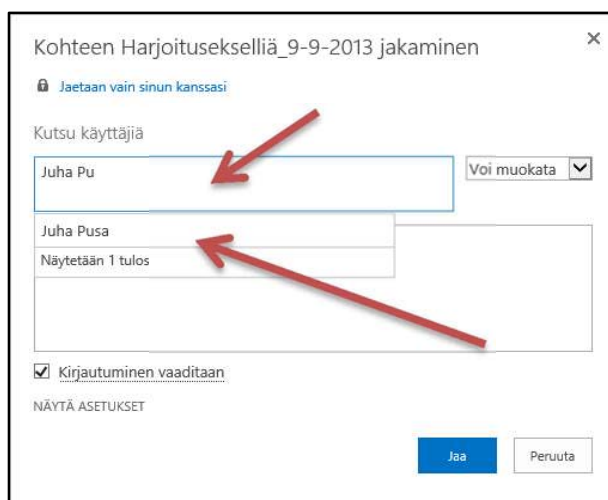 Kohteen Harjoitusekselliä_9-9-2013 jakaminen
Jaetaan vain sinun kanssasi
Kutsu käyttäjiä
Juha Pu
Voi muokata
Juha Pusa
Näytetään 1 tulos
Kirjautuminen vaaditaan
NÄYTÄ ASETUKSET
Jaa
Peruuta